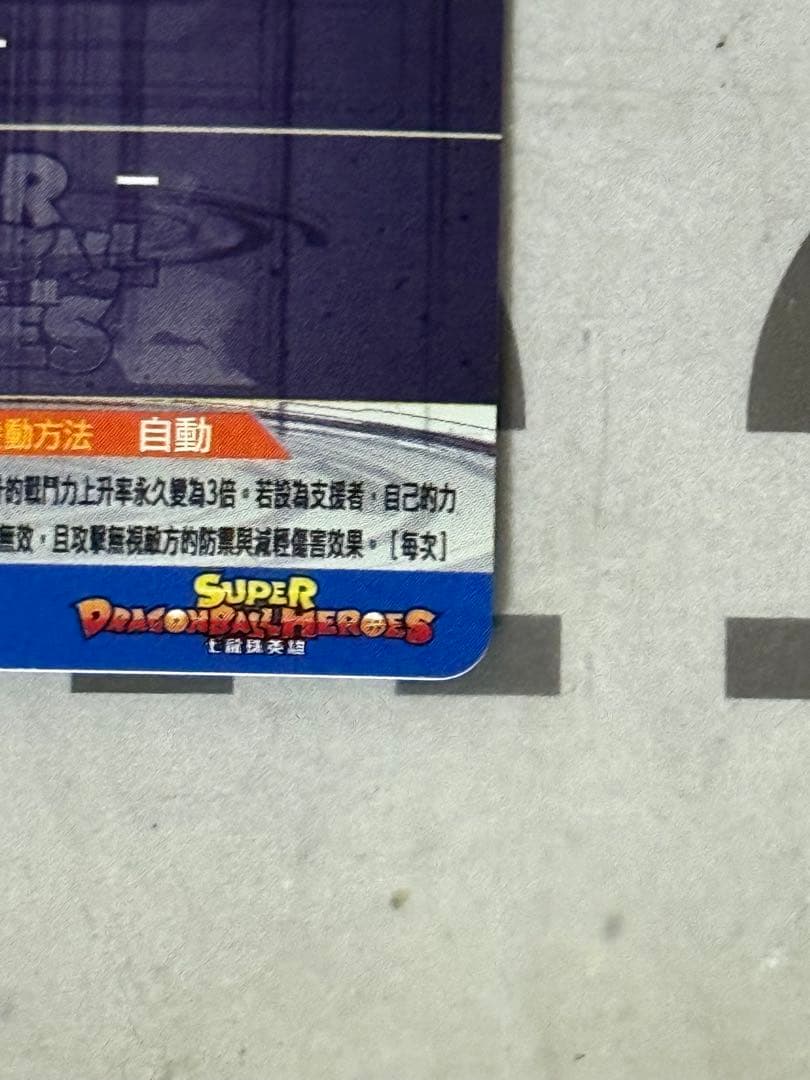 R
BALL
ES
動方法 自動
的戰鬥力上升率永久變為3倍。若設為支援者，自己的力
無效，且攻擊無視敵方的防禦與減輕傷害效果。[每次]
SUPER
DRAGONBALL HEROES
七龍珠英雄